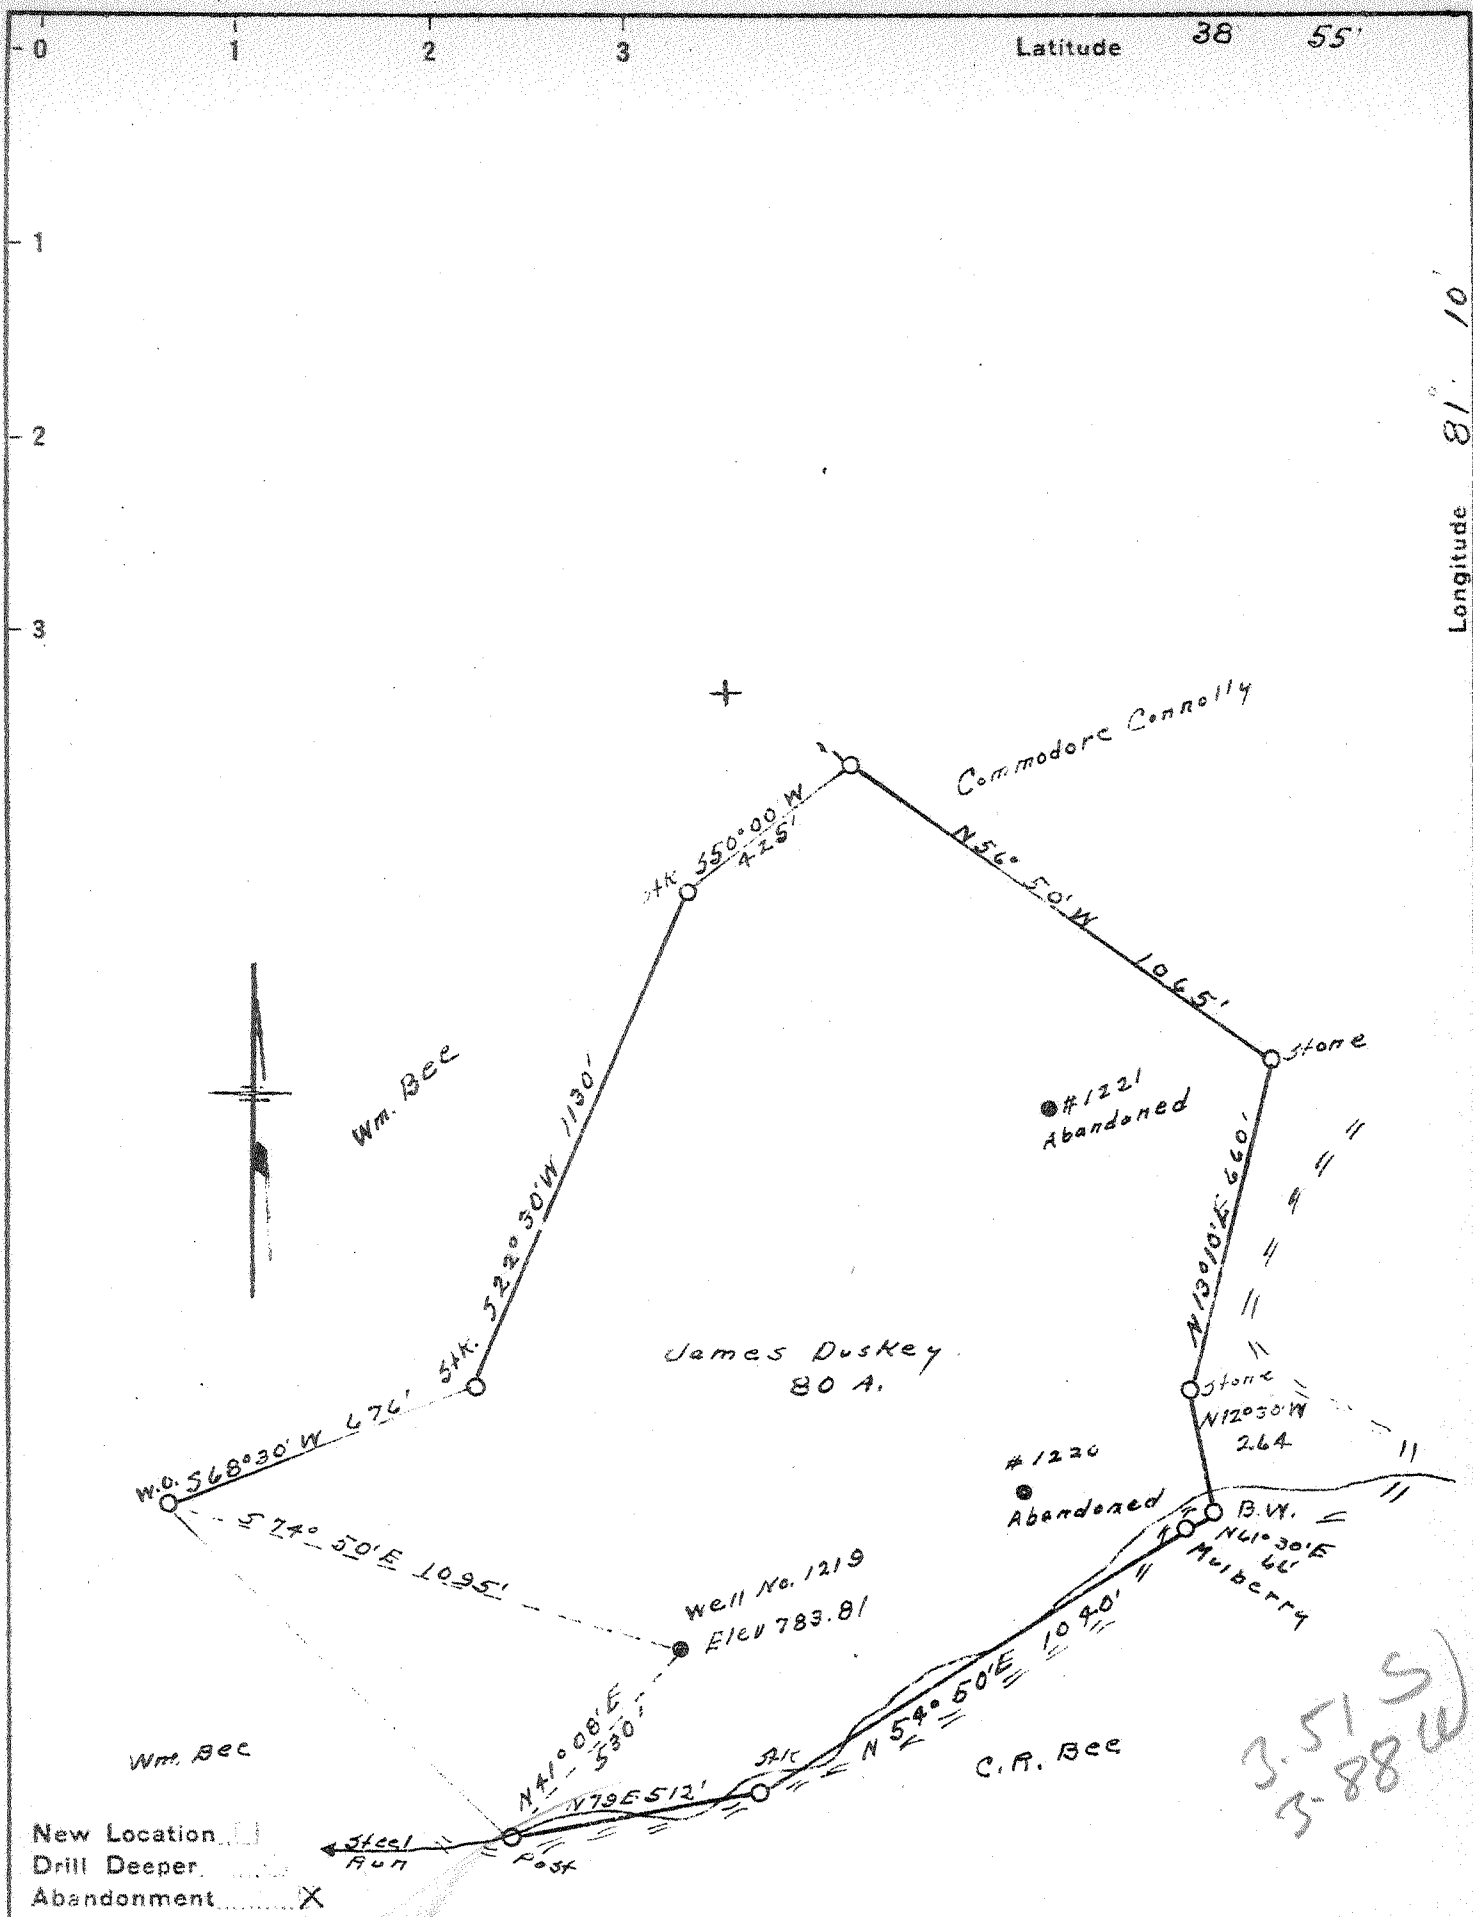 0 1 2 3 Latitude 38 55'
1
2
3
Longitude 81° 10'
Commodore Connolly
S50°00'W
425'
Stk
N56°50'W 1065'
Stone
Wm. Bee
S22°30'W 1130'
#1221
Abandoned
N13°10'E 660'
Stk.
James Duskey
80 A.
Stone
N12°30'W
264
W.O. S68°30'W 676'
#1220
Abandoned
B.W.
N61°30'E
66'
Mulberry
S74°50'E 1095'
Well No. 1219
Elev 783.81
N54°50'E 1040'
N41°08'E
530'
Wm. Bee
Stk
C.R. Bee
N79E 512'
Post
Steel
Run
3.51 S
3.88 W
New Location
Drill Deeper
Abandonment X